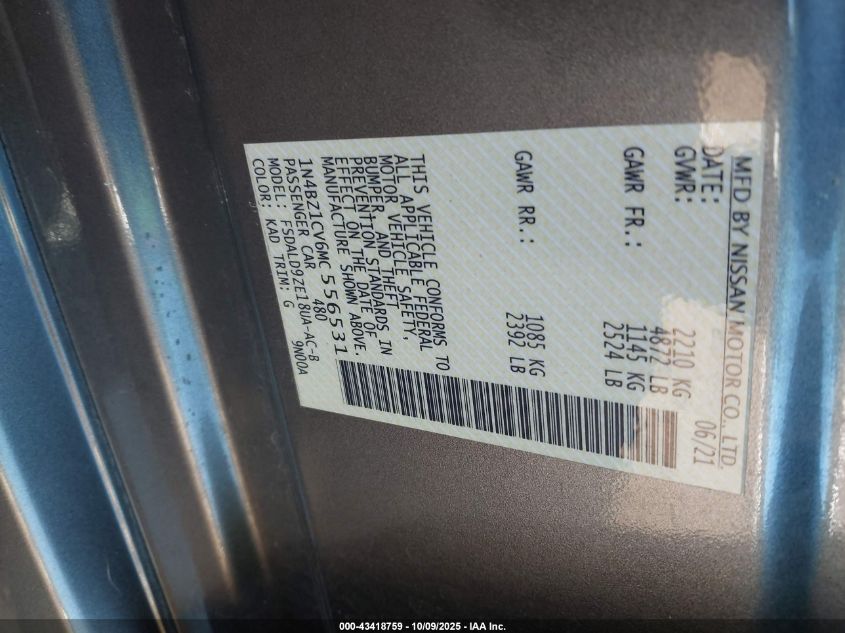 MFD BY NISSAN MOTOR CO., LTD.
DATE: 06/21
GVWR: 2210 KG
4872 LB
GAWR FR.: 1145 KG
2524 LB
GAWR RR.: 1085 KG
2392 LB
THIS VEHICLE CONFORMS TO
ALL APPLICABLE FEDERAL
MOTOR VEHICLE SAFETY,
BUMPER, AND THEFT
PREVENTION STANDARDS IN
EFFECT ON THE DATE OF
MANUFACTURE SHOWN ABOVE.
1N4BZ1CV6MC 556531
PASSENGER CAR 480
MODEL: FSDALD9ZE18UA-AC-B
COLOR: KAD TRIM: G 9N00A
000-43418759 - 10/09/2025 - IAA Inc.